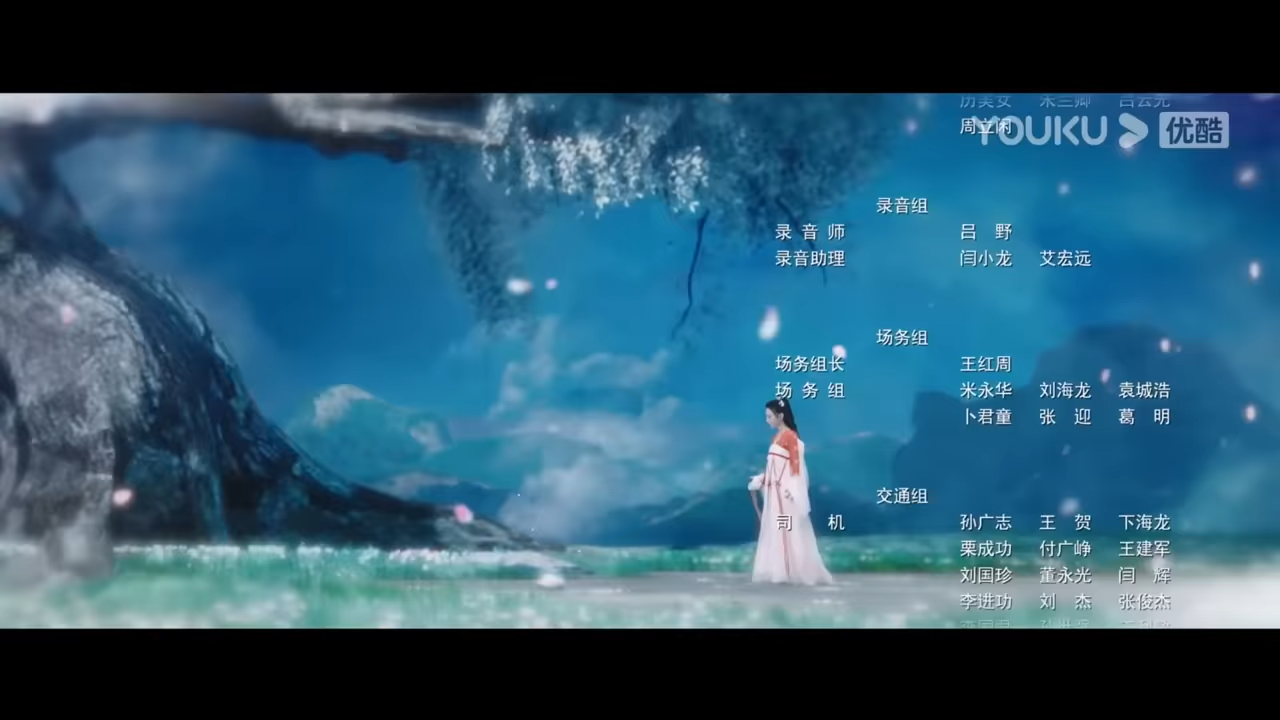 周立闲
YOUKU 优酷
录音组
录音师 吕野
录音助理 闫小龙 艾宏远
场务组
场务组长 王红周
场务组 米永华 刘海龙 袁城浩
卜君童 张迎 葛明
交通组
司机 孙广志 王贺 卞海龙
栗成功 付广峥 王建军
刘国珍 董永光 闫辉
李进功 刘杰 张俊杰